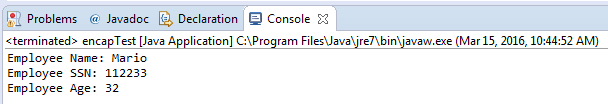 Problems @ Javadoc Declaration Console
<terminated> encapTest [Java Application] C:\Program Files\Java\jre7\bin\javaw.exe (Mar 15, 2016, 10:44:52 AM)
Employee Name: Mario
Employee SSN: 112233
Employee Age: 32